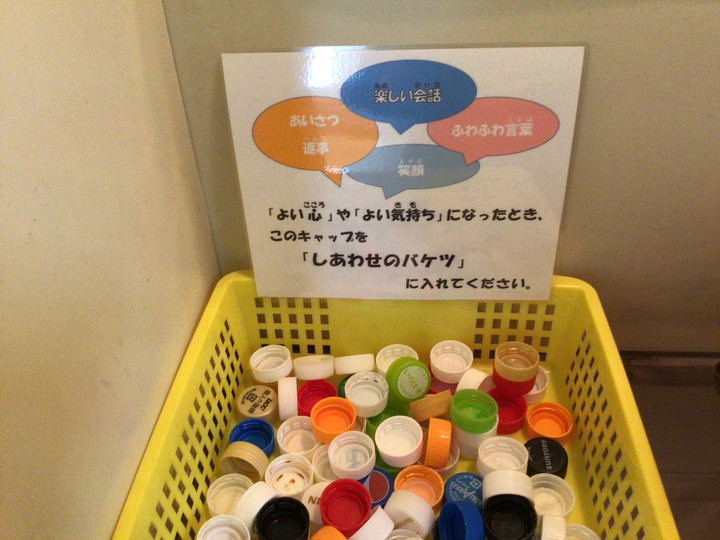 楽しい会話
あいさつ
返事
ふわふわ言葉
笑顔
「よい心」や「よい気持ち」になったとき、
このキャップを
「しあわせのバケツ」
に入れてください。
SUNTORY